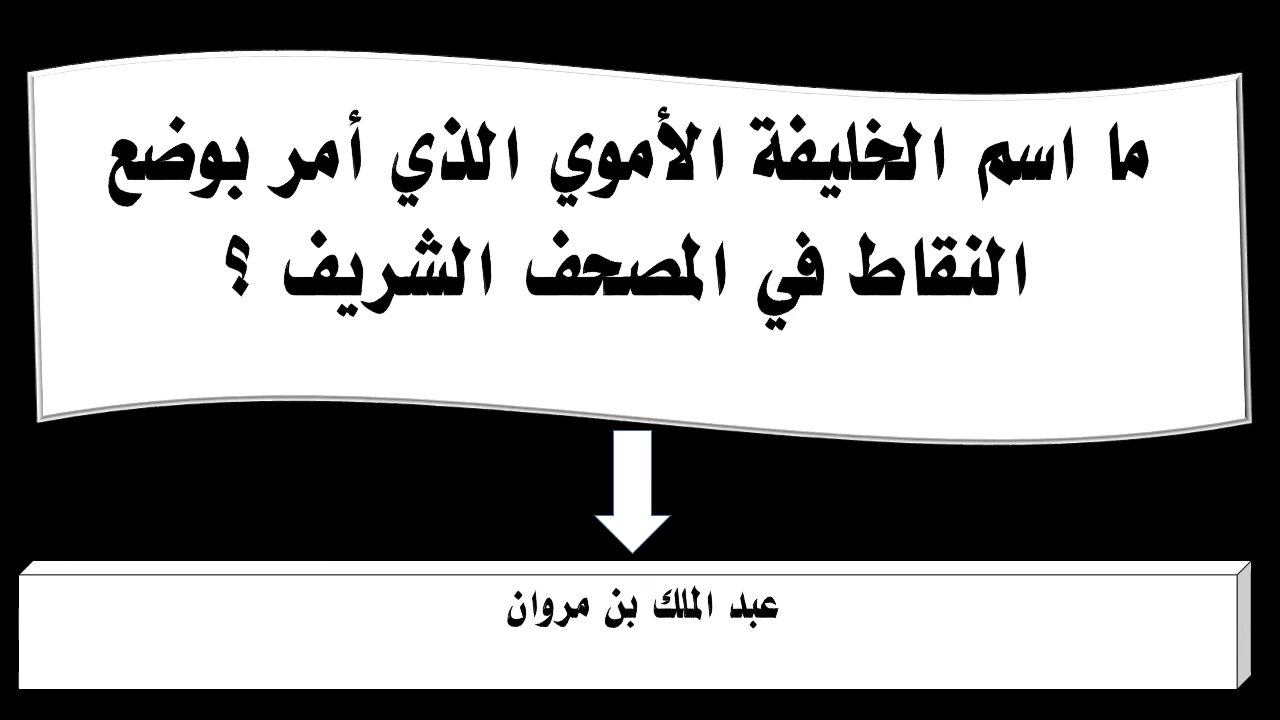 ما اسم الخليفة الأموي الذي أمر بوضع
النقاط في المصحف الشريف ؟
عبد الملك بن مروان